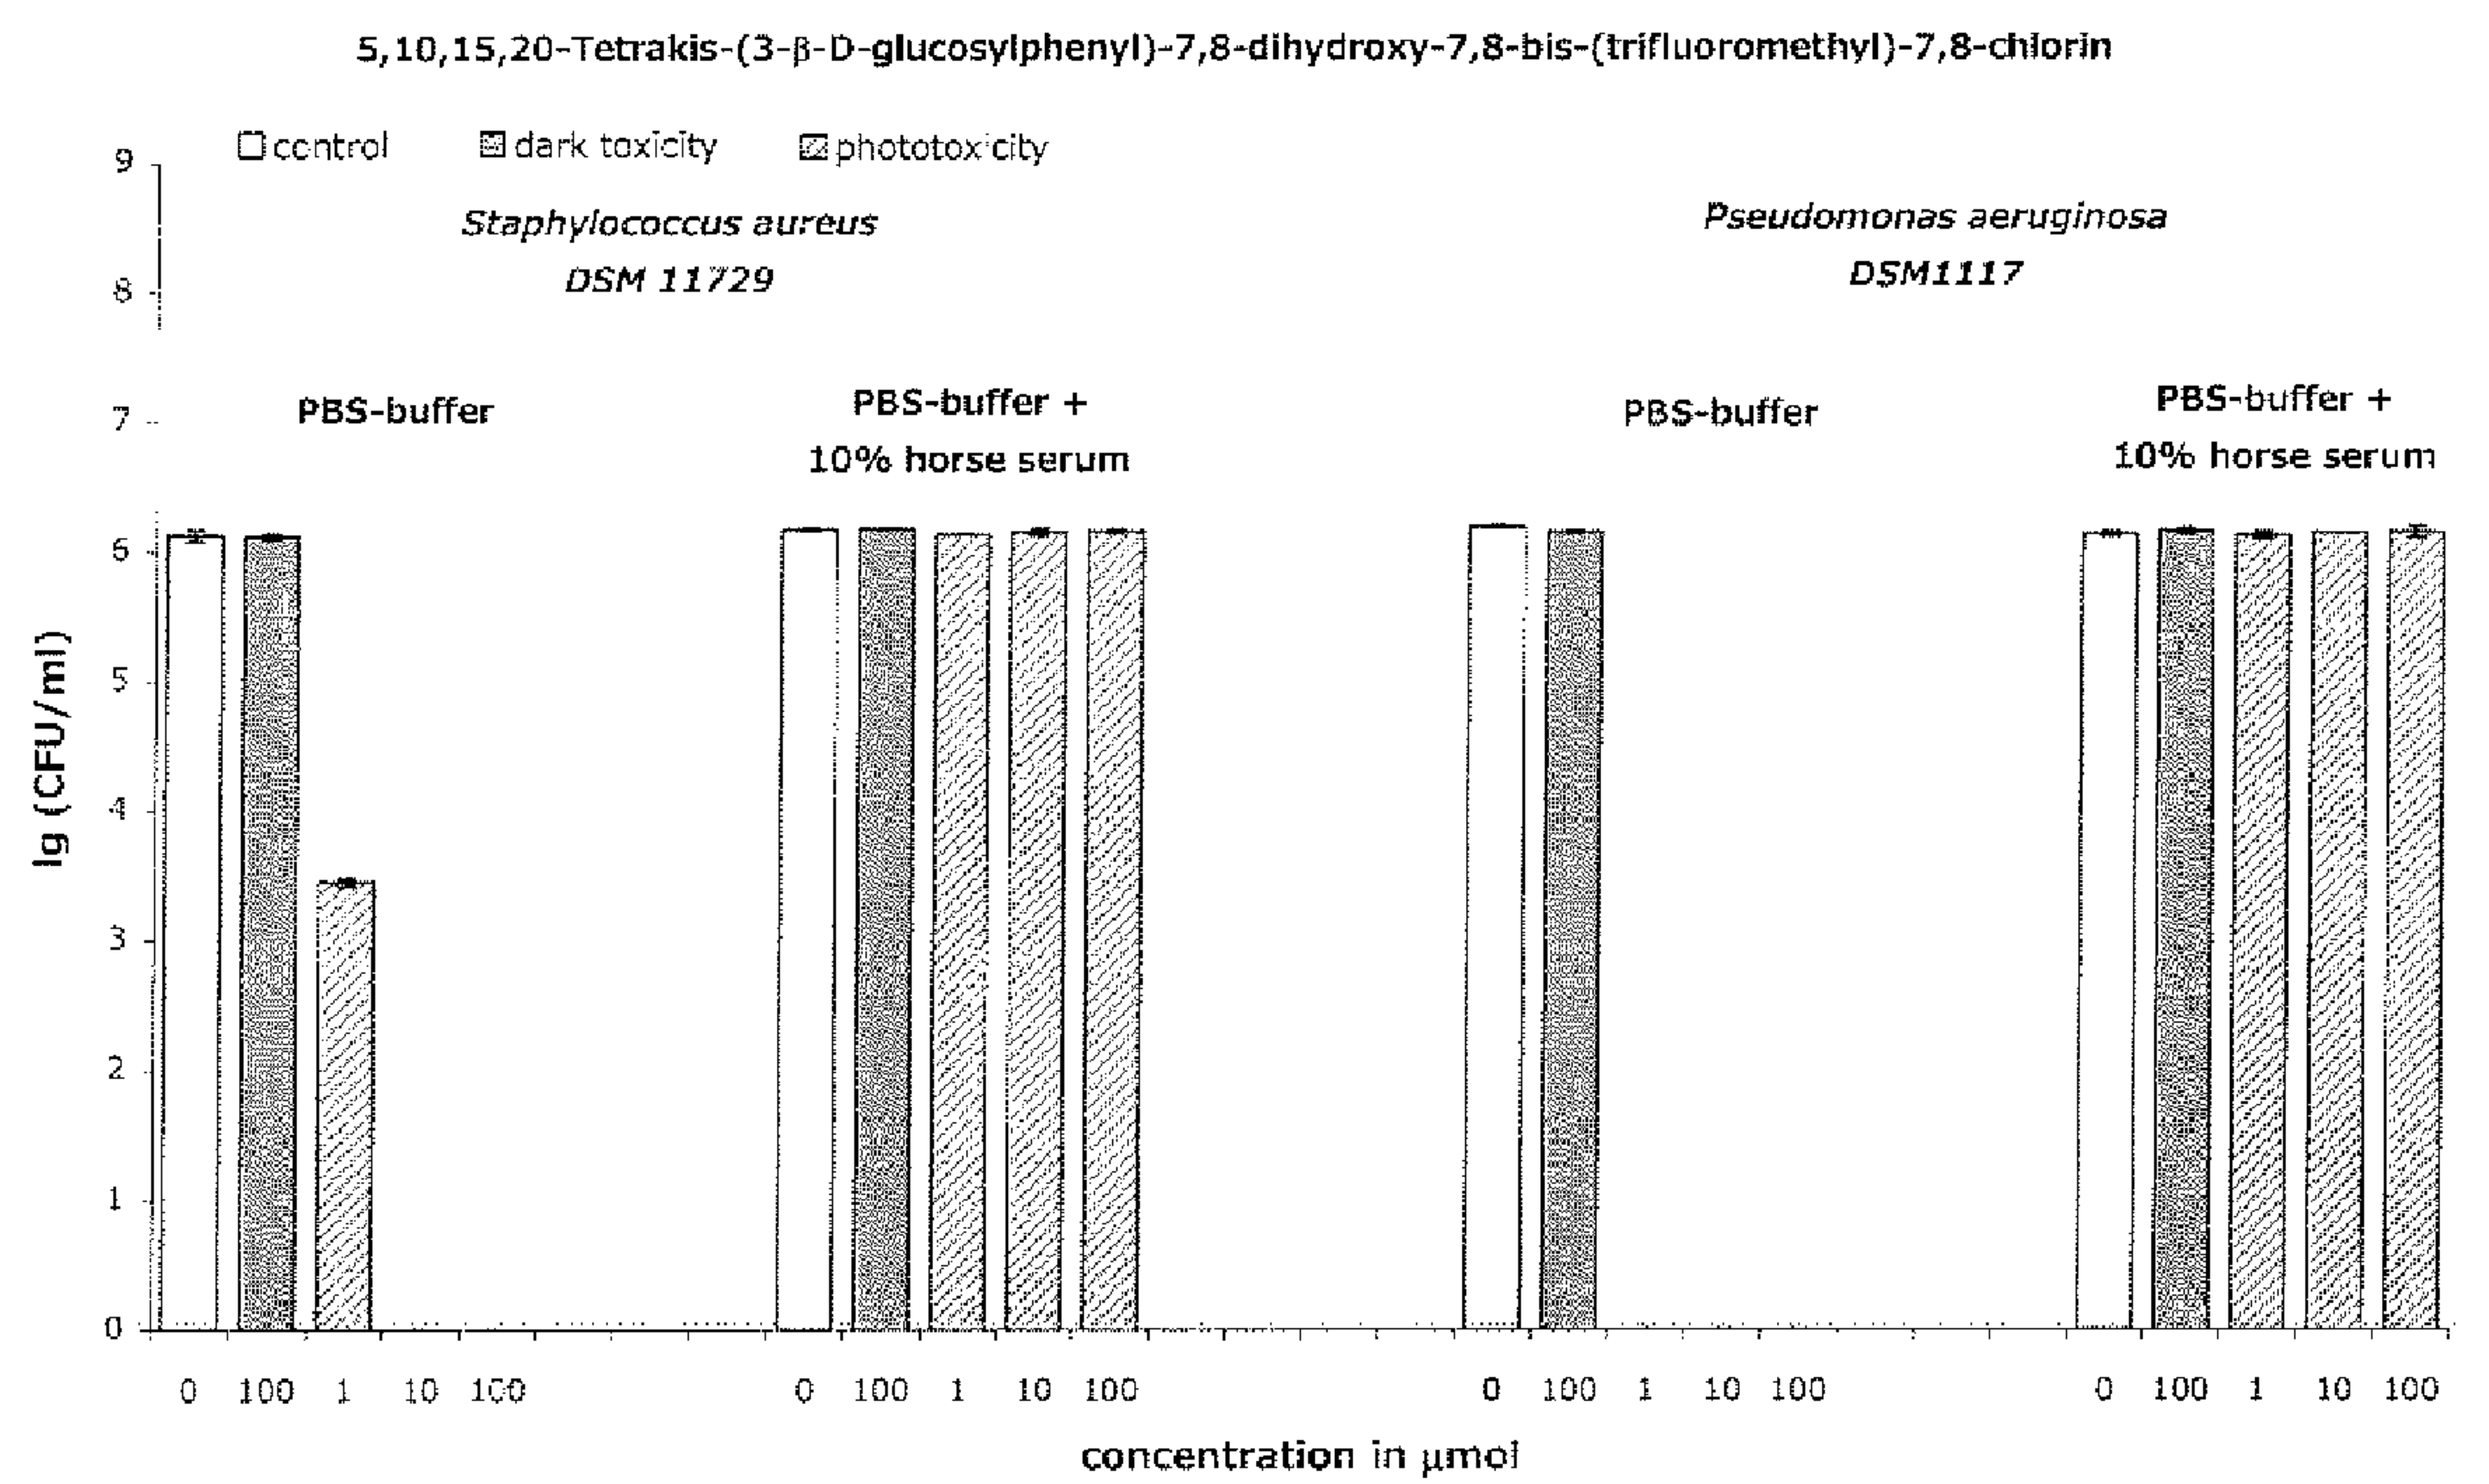 5,10,15,20-Tetrakis-(3-β-D-glucosylphenyl)-7,8-dihydroxy-7,8-bis-(trifluoromethyl)-7,8-chlorin
control dark toxicity phototoxicity
Staphylococcus aureus
DSM 11729
Pseudomonas aeruginosa
DSM1117
PBS-buffer
PBS-buffer +
10% horse serum
PBS-buffer
PBS-buffer +
10% horse serum
lg (CFU/ml)
9
8
7
6
5
4
3
2
1
0
0 100 1 10 100 0 100 1 10 100 0 100 1 10 100 0 100 1 10 100
concentration in μmol